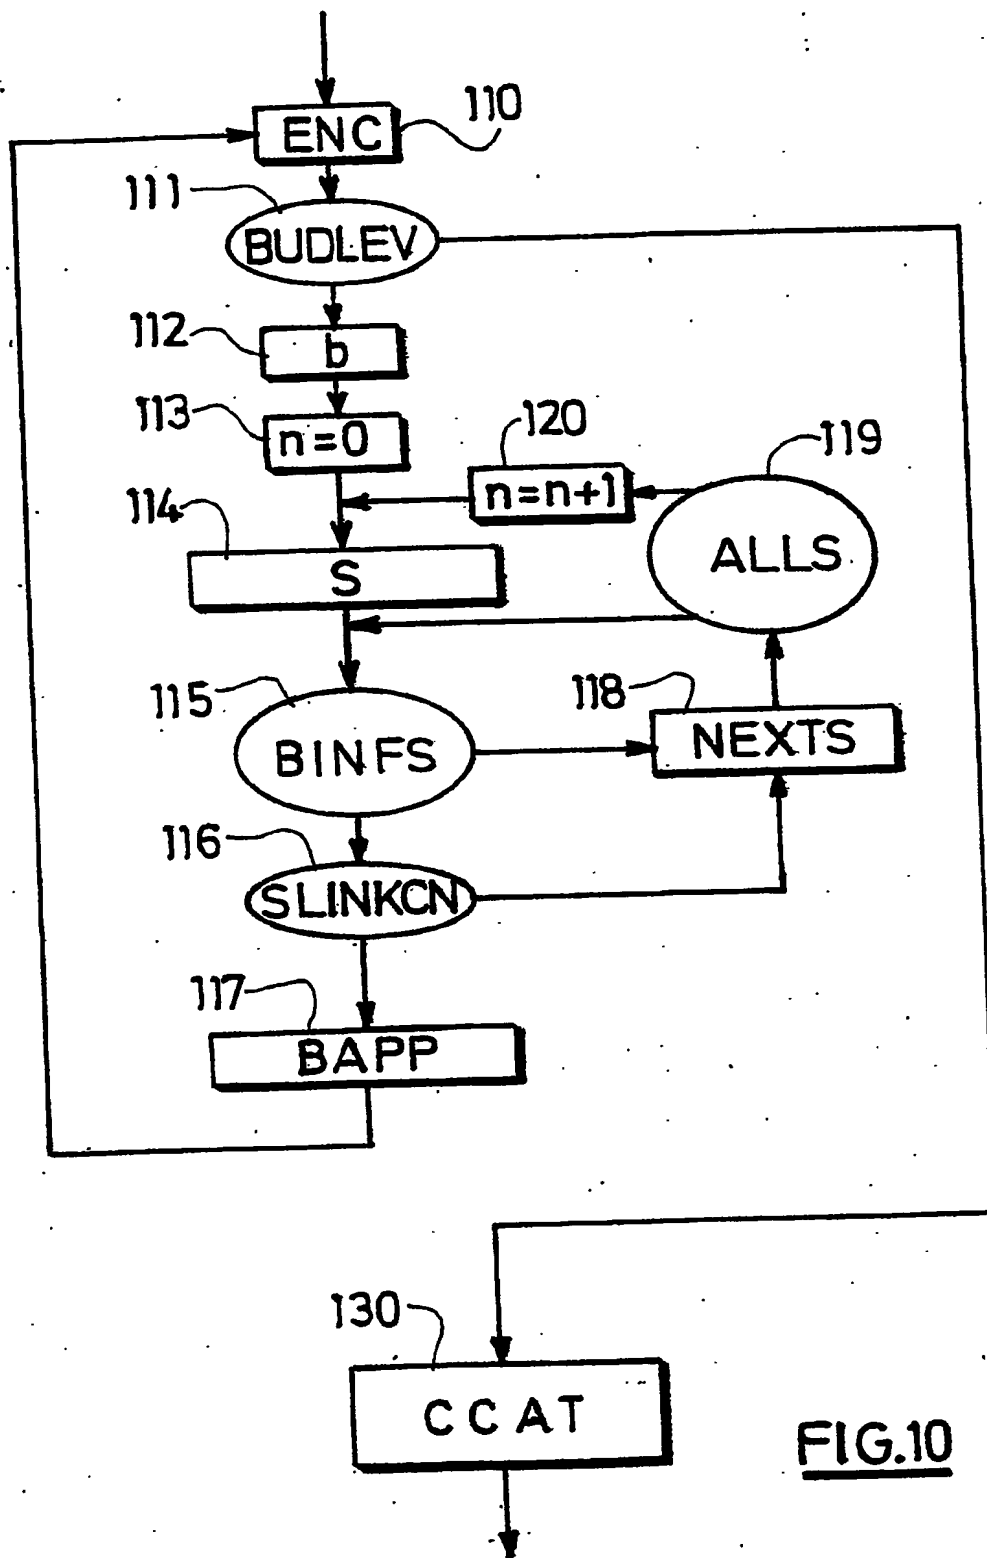 110
ENC
111
BUDLEV
112
b
113
n=0
120
n=n+1
119
ALLS
114
S
115
BINFS
118
NEXTS
116
SLINKCN
117
BAPP
130
CCAT
FIG.10